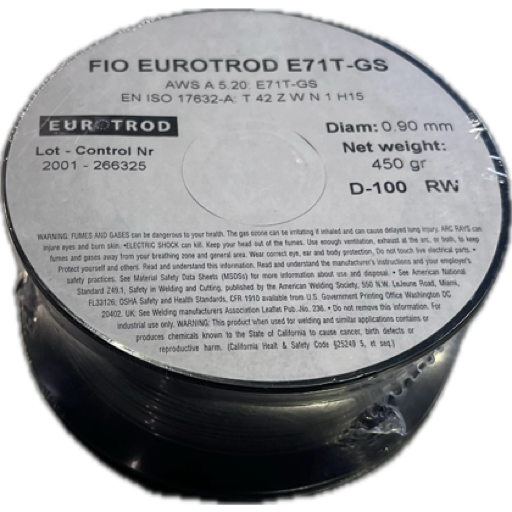 FIO EUROTROD E71T-GS
AWS A 5.20: E71T-GS
EN ISO 17632-A: T 42 Z W N 1 H15
EUROTROD
Diam: 0.90 mm
Lot - Control Nr
Net weight:
2001 - 266325
450 gr
D-100 RW
WARNING. FUMES AND GASES can be dangerous to your health. The gas ozone can be irritating if inhaled and can cause delayed lung injury. ARC RAYS can
injure eyes and burn skin. •ELECTRIC SHOCK can kill. Keep your head out of the fumes. Use enough ventilation, exhaust at the arc, or both, to keep
fumes and gases away from your breathing zone and general area. Wear correct eye, ear and body protection. Do not touch live electrical parts. •
Protect yourself and others. Read and understand this information. Read and understand the manufacturer's instructions and your employer's
safety practices. See Material Safety Data Sheets (MSDSs) for more information about use and disposal. • See American National
Standard Z49.1, Safety in Welding and Cutting, published by the American Welding Society, 550 N.W. LeJeune Road, Miami,
FL33126; OSHA Safety and Health Standards, CFR 1910 available from U.S. Government Printing Office Washington DC
20402. UK: See Welding manufacturers Association Leaflet Pub. No. 236. • Do not remove this information. For
industrial use only. WARNING: This product when used for welding and similar applications contains or
produces chemicals known to the State of California to cause cancer, birth defects or
reproductive harm. (California Healt & Safety Code §25249 5, et seq.)